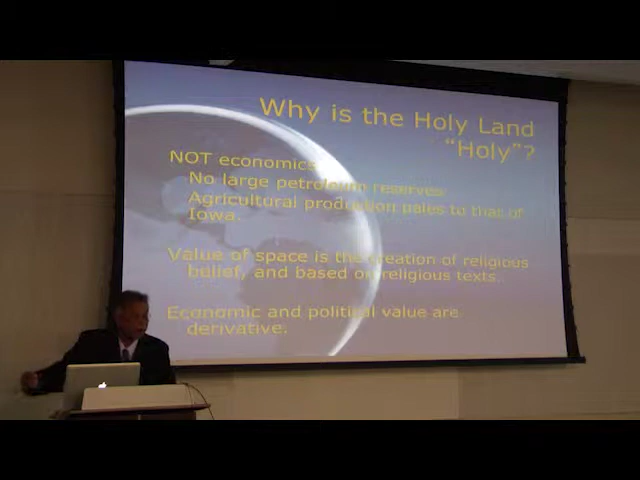 Why is the Holy Land
"Holy"?
NOT economics
No large petroleum reserves
Agricultural production pales to that of
Iowa.
Value of space is the creation of religious
belief, and based on religious texts.
Economic and political value are
derivative.